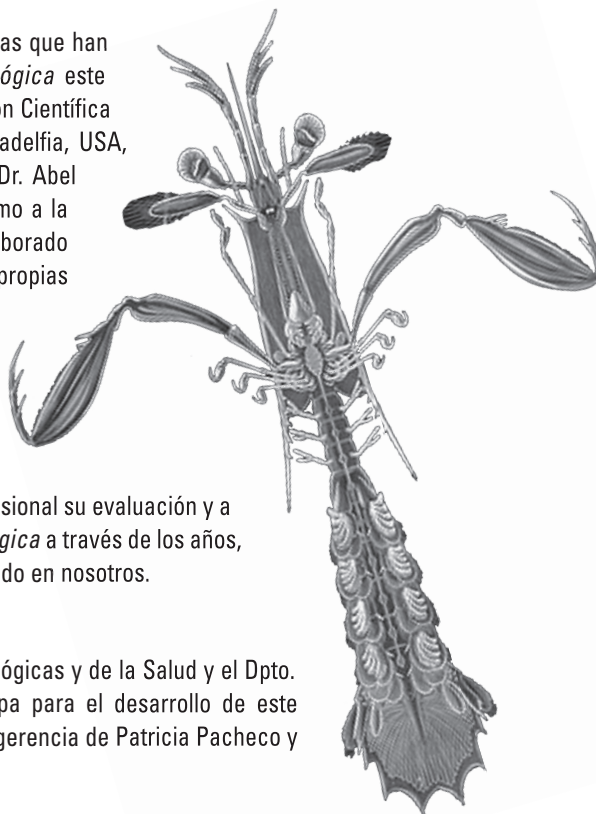 as que han
ógica este
ón Científica
adelfia, USA,
Dr. Abel
mo a la
borado
propias
sional su evaluación y a
gica a través de los años,
do en nosotros.
ógicas y de la Salud y el Dpto.
pa para el desarrollo de este
gerencia de Patricia Pacheco y